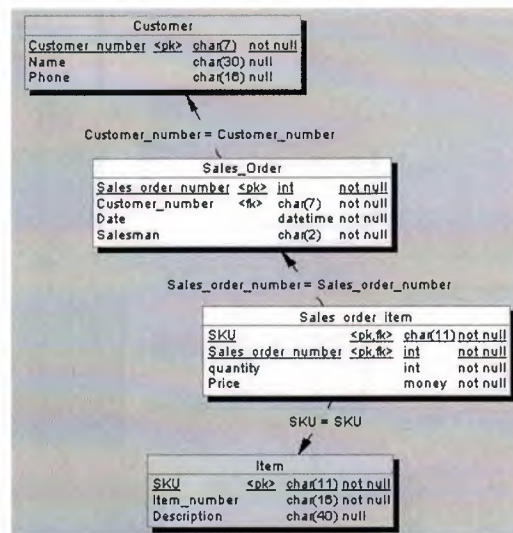 Customer
Customer_number <pk> char(7) not null
Name char(30) null
Phone char(16) null
Customer_number = Customer_number
Sales_Order
Sales_order_number <pk> int not null
Customer_number <fk> char(7) not null
Date datetime not null
Salesman char(2) not null
Sales_order_number = Sales_order_number
Sales_order_item
SKU <pk,fk> char(11) not null
Sales_order_number <pk,fk> int not null
quantity int not null
Price money not null
SKU = SKU
Item
SKU <pk> char(11) not null
Item_number char(16) not null
Description char(40) null